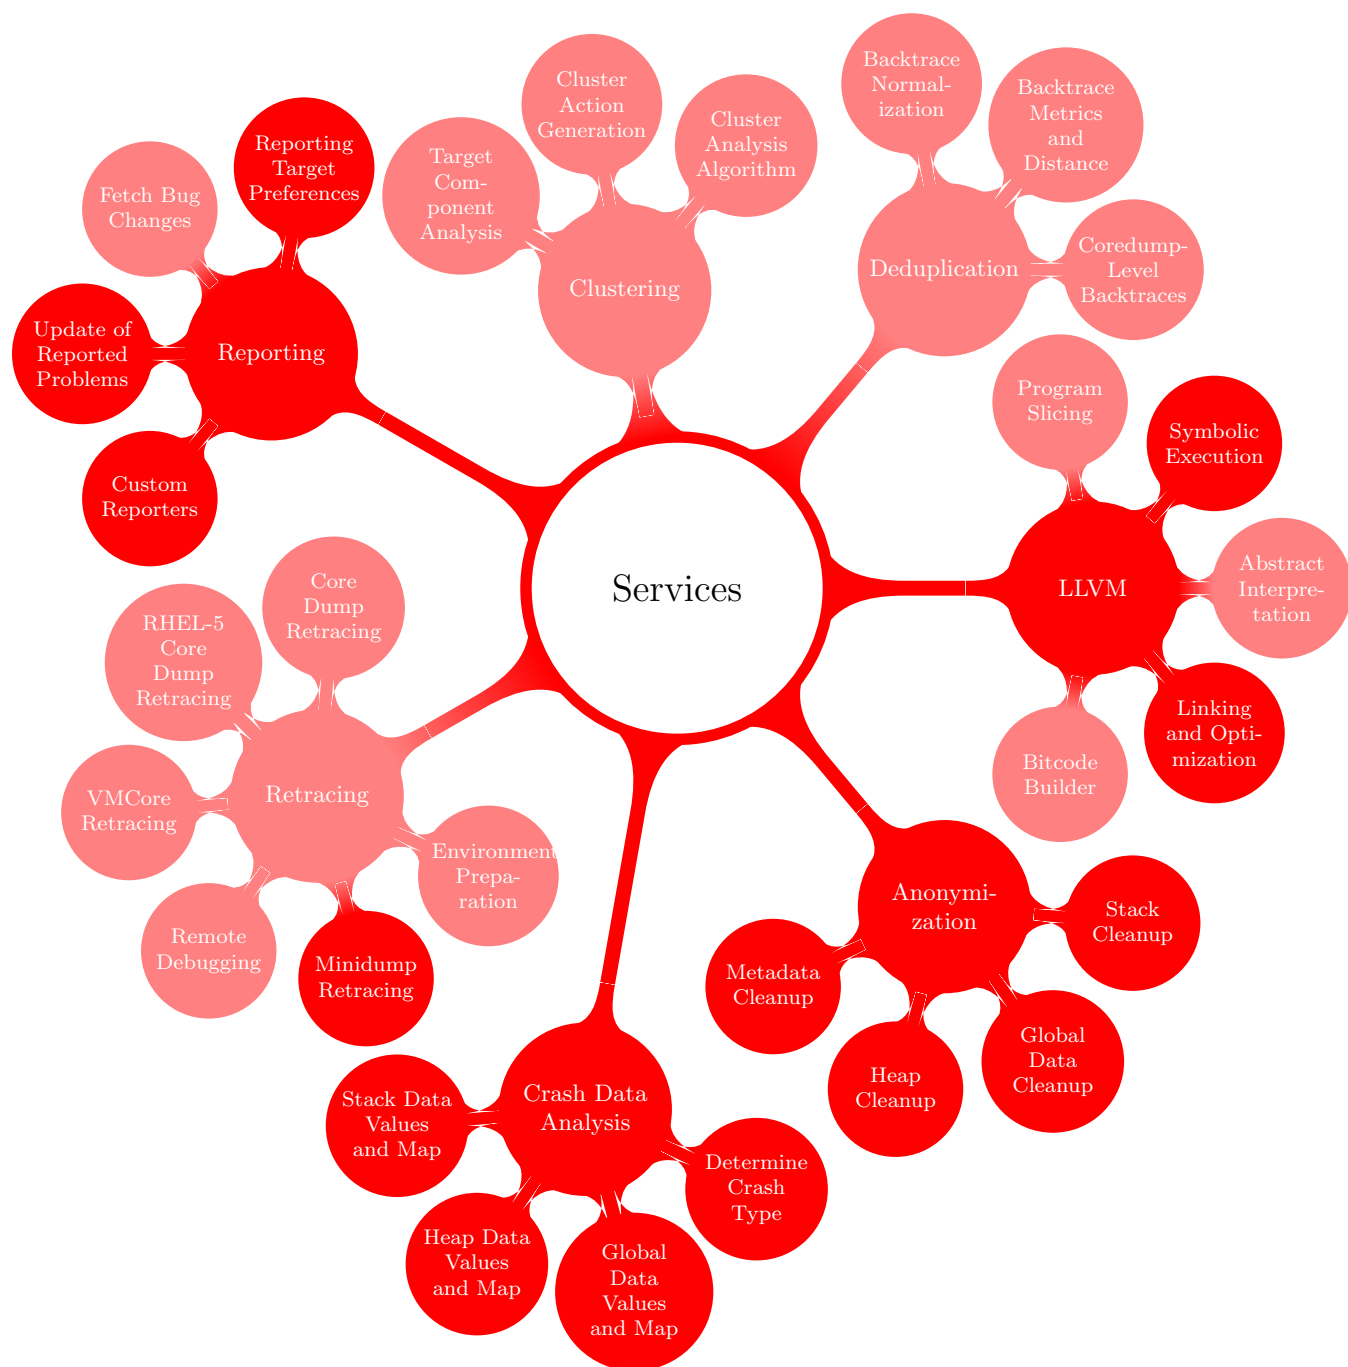 Backtrace
Normal-
ization
Cluster
Action
Generation
Backtrace
Metrics
and
Distance
Cluster
Analysis
Algorithm
Reporting
Target
Preferences
Target
Com-
ponent
Analysis
Fetch Bug
Changes
Coredump-
Level
Backtraces
Deduplication
Clustering
Update of
Reported
Problems
Reporting
Program
Slicing
Symbolic
Execution
Custom
Reporters
Services
LLVM
Abstract
Interpre-
tation
Core
Dump
Retracing
RHEL-5
Core
Dump
Retracing
Linking
and Opti-
mization
Bitcode
Builder
VMCore
Retracing
Retracing
Environment
Prepa-
ration
Anonymi-
zation
Stack
Cleanup
Remote
Debugging
Minidump
Retracing
Metadata
Cleanup
Heap
Cleanup
Global
Data
Cleanup
Crash Data
Analysis
Stack Data
Values
and Map
Determine
Crash
Type
Heap Data
Values
and Map
Global
Data
Values
and Map